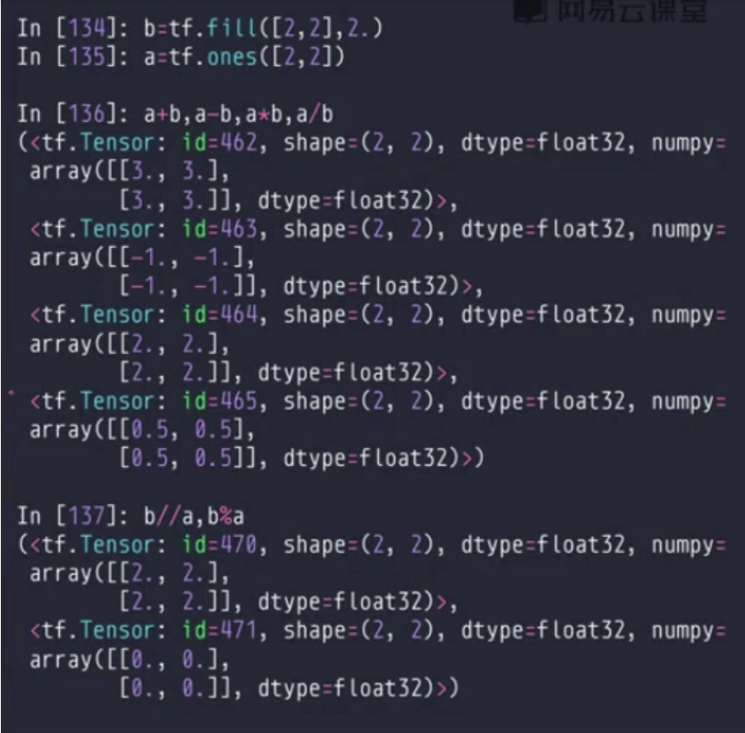 网易云课堂
In [134]: b=tf.fill([2,2],2.)
In [135]: a=tf.ones([2,2])
In [136]: a+b,a-b,a*b,a/b
(<tf.Tensor: id=462, shape=(2, 2), dtype=float32, numpy=
array([[3., 3.],
[3., 3.]], dtype=float32)>,
<tf.Tensor: id=463, shape=(2, 2), dtype=float32, numpy=
array([[-1., -1.],
[-1., -1.]], dtype=float32)>,
<tf.Tensor: id=464, shape=(2, 2), dtype=float32, numpy=
array([[2., 2.],
[2., 2.]], dtype=float32)>,
<tf.Tensor: id=465, shape=(2, 2), dtype=float32, numpy=
array([[0.5, 0.5],
[0.5, 0.5]], dtype=float32)>)
In [137]: b//a,b%a
(<tf.Tensor: id=470, shape=(2, 2), dtype=float32, numpy=
array([[2., 2.],
[2., 2.]], dtype=float32)>,
<tf.Tensor: id=471, shape=(2, 2), dtype=float32, numpy=
array([[0., 0.],
[0., 0.]], dtype=float32)>)